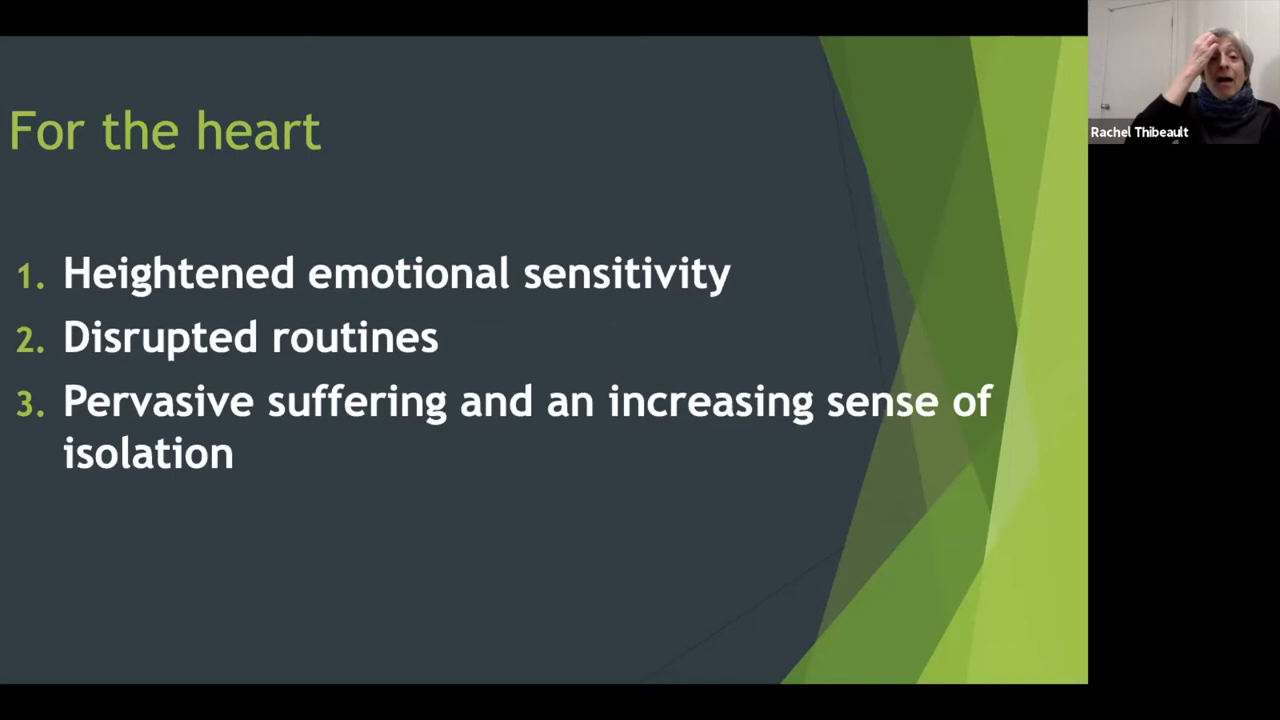 For the heart
1. Heightened emotional sensitivity
2. Disrupted routines
3. Pervasive suffering and an increasing sense of
isolation
Rachel Thibeault